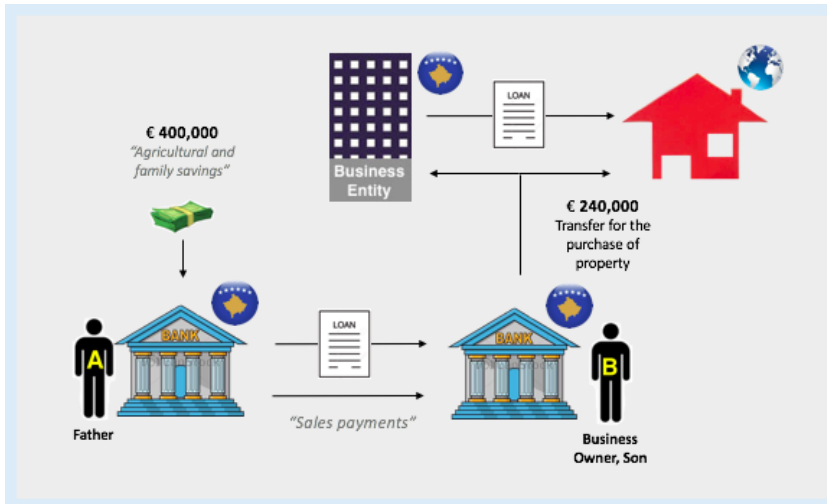 LOAN
€ 400,000
"Agricultural and
family savings"
Business
Entity
€ 240,000
Transfer for the
purchase of
property
LOAN
BANK
BANK
A
B
Father
"Sales payments"
Business
Owner, Son